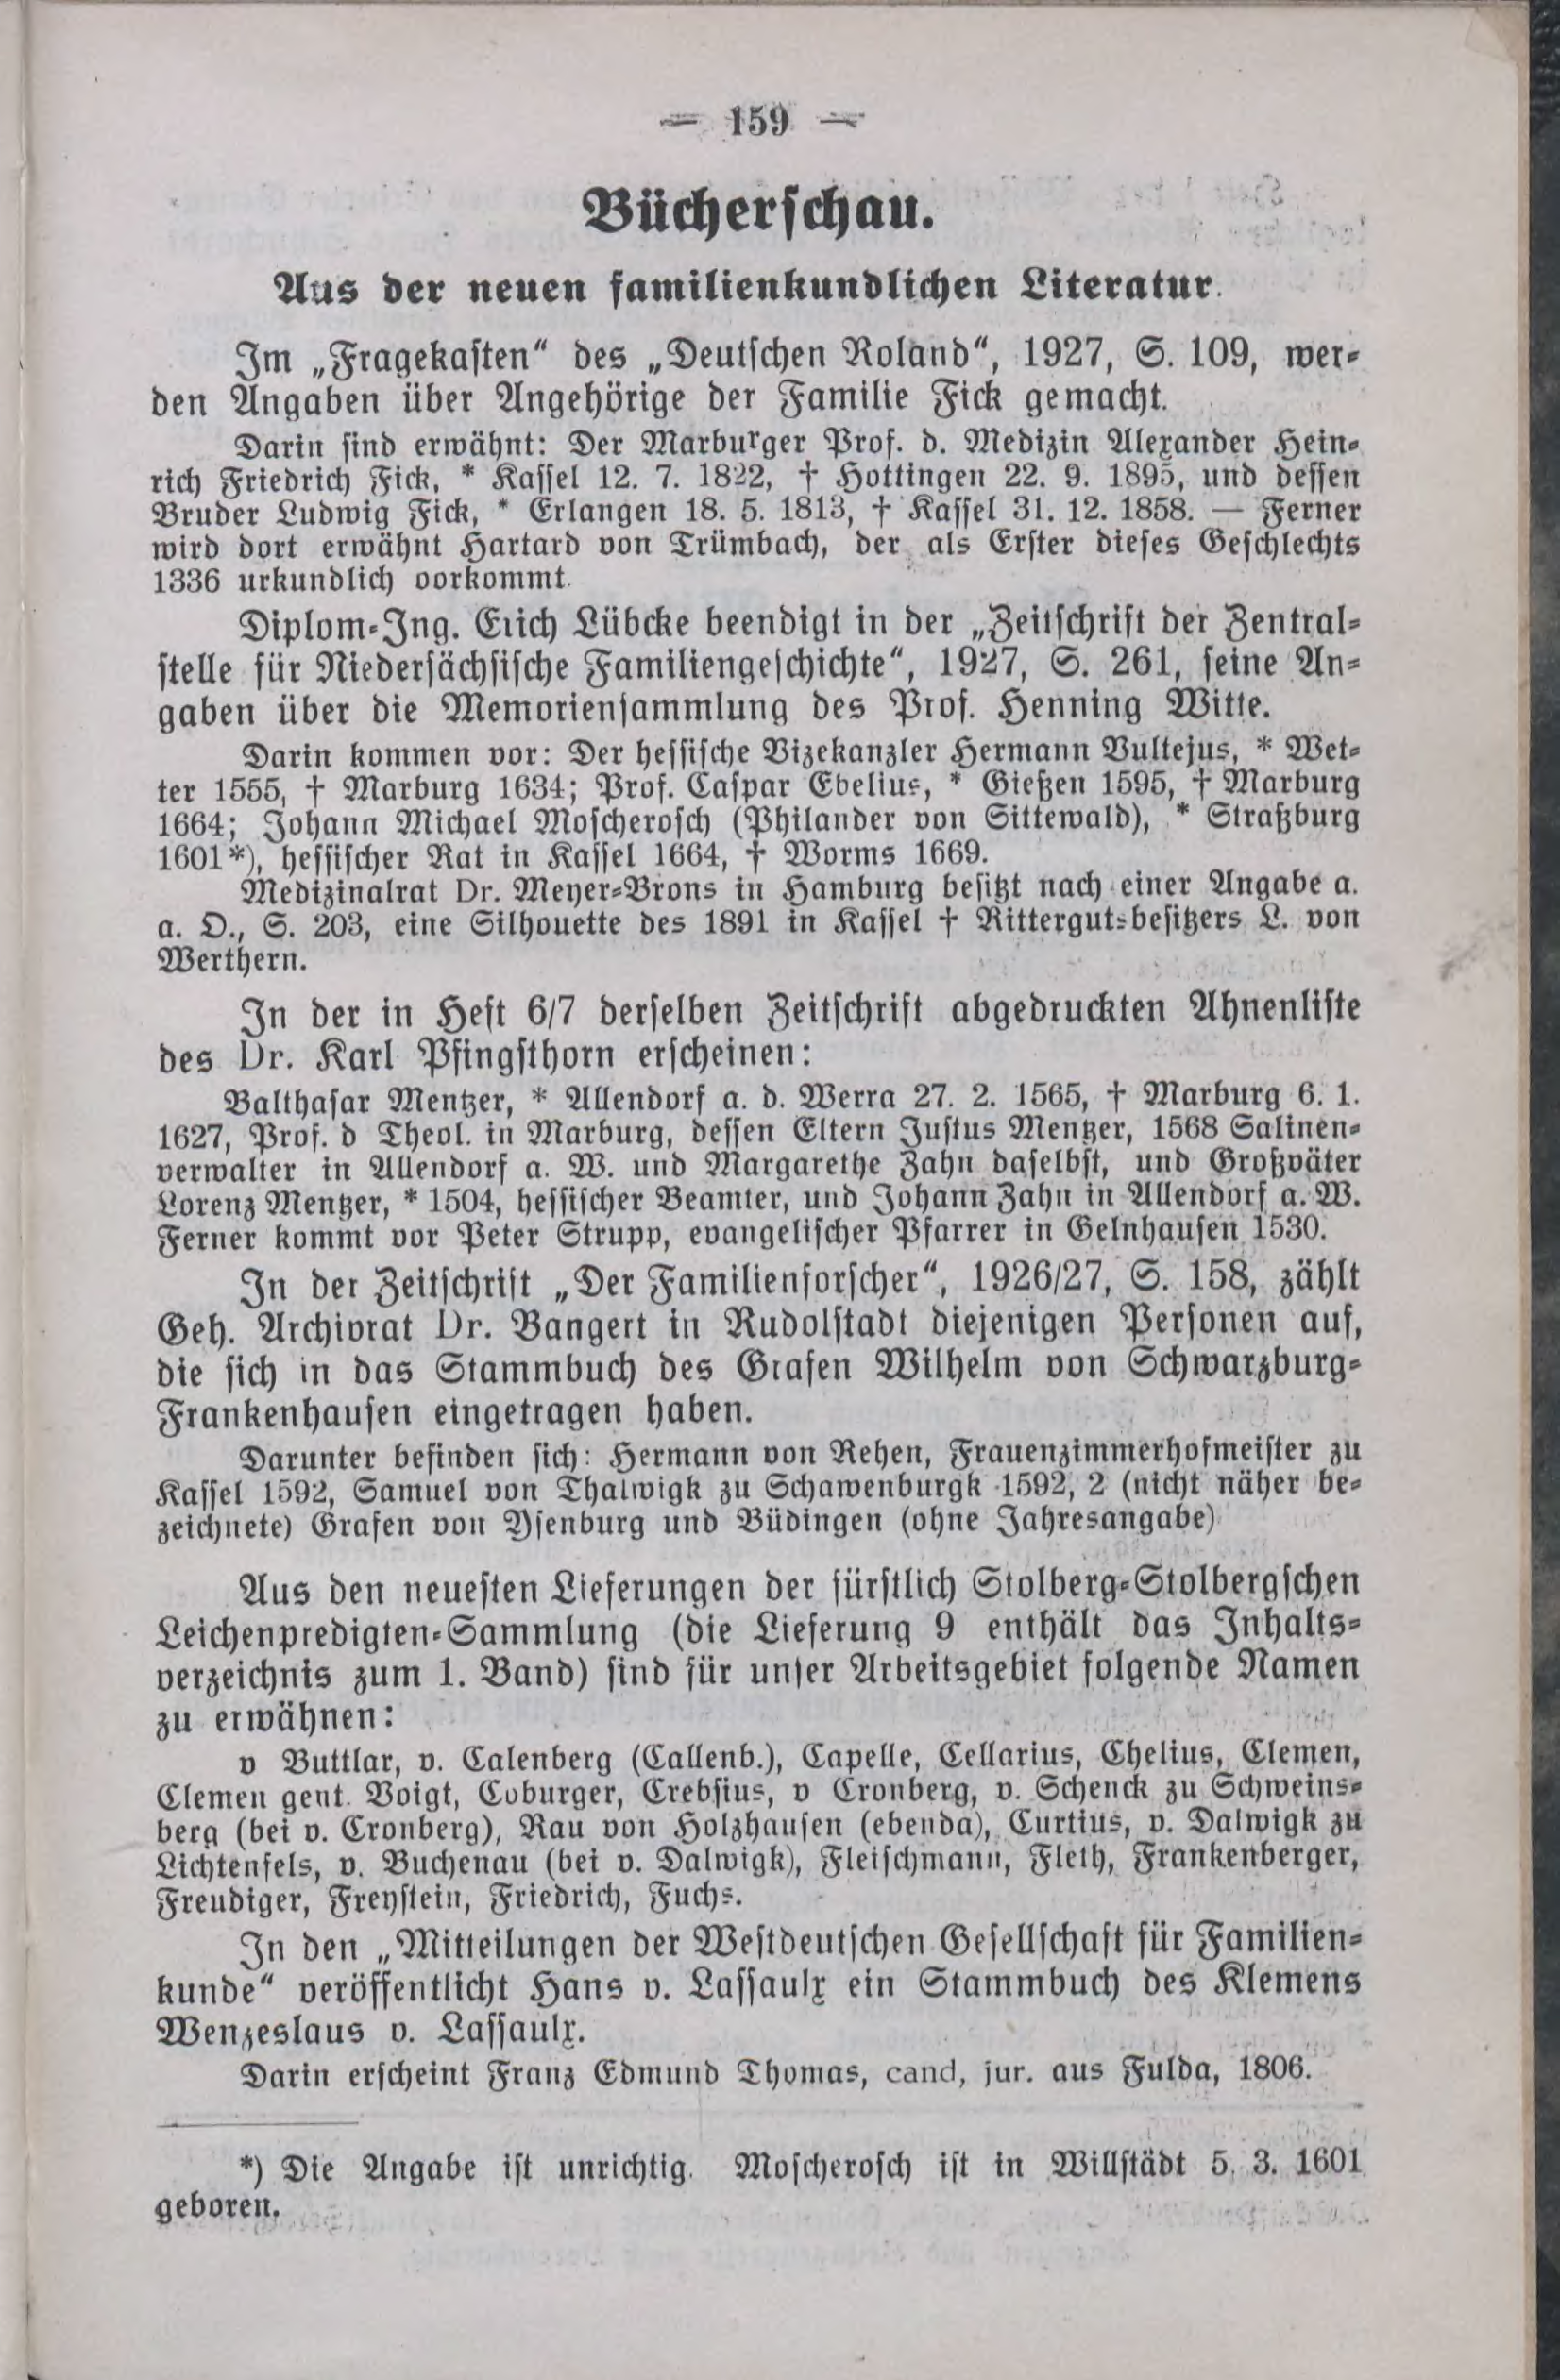 — 159 —
Bücherschau.
Aus der neuen familienkundlichen Literatur.
Im „Fragekasten“ des „Deutschen Roland“, 1927, S. 109, wer-
den Angaben über Angehörige der Familie Fick gemacht.
Darin sind erwähnt: Der Marburger Prof. d. Medizin Alexander Hein-
rich Friedrich Fick, * Kassel 12. 7. 1822, † Hottingen 22. 9. 1895, und dessen
Bruder Ludwig Fick, * Erlangen 18. 5. 1813, † Kassel 31. 12. 1858. — Ferner
wird dort erwähnt Hartard von Trümbach, der als Erster dieses Geschlechts
1336 urkundlich vorkommt.
Diplom-Ing. Erich Lübcke beendigt in der „Zeitschrift der Zentral-
stelle für Niedersächsische Familiengeschichte“, 1927, S. 261, seine An-
gaben über die Memoriensammlung des Prof. Henning Witte.
Darin kommen vor: Der hessische Vizekanzler Hermann Vultejus, * Wet-
ter 1555, † Marburg 1634; Prof. Caspar Ebelius, * Gießen 1595, † Marburg
1664; Johann Michael Moscherosch (Philander von Sittewald), * Straßburg
1601*), hessischer Rat in Kassel 1664, † Worms 1669.
Medizinalrat Dr. Meyer-Brons in Hamburg besitzt nach einer Angabe a.
a. O., S. 203, eine Silhouette des 1891 in Kassel † Rittergutsbesitzers L. von
Werthern.
In der in Heft 6/7 derselben Zeitschrift abgedruckten Ahnenliste
des Dr. Karl Pfingsthorn erscheinen:
Balthasar Mentzer, * Allendorf a. d. Werra 27. 2. 1565, † Marburg 6. 1.
1627, Prof. d Theol. in Marburg, dessen Eltern Justus Mentzer, 1568 Salinen-
verwalter in Allendorf a. W. und Margarethe Zahn daselbst, und Großväter
Lorenz Mentzer, * 1504, hessischer Beamter, und Johann Zahn in Allendorf a. W.
Ferner kommt vor Peter Strupp, evangelischer Pfarrer in Gelnhausen 1530.
In der Zeitschrift „Der Familienforscher“, 1926/27, S. 158, zählt
Geh. Archivrat Dr. Bangert in Rudolstadt diejenigen Personen auf,
die sich in das Stammbuch des Grafen Wilhelm von Schwarzburg-
Frankenhausen eingetragen haben.
Darunter befinden sich: Hermann von Rehen, Frauenzimmerhofmeister zu
Kassel 1592, Samuel von Thalwigk zu Schawenburgk 1592, 2 (nicht näher be-
zeichnete) Grafen von Ysenburg und Büdingen (ohne Jahresangabe)
Aus den neuesten Lieferungen der fürstlich Stolberg-Stolbergschen
Leichenpredigten-Sammlung (die Lieferung 9 enthält das Inhalts-
verzeichnis zum 1. Band) sind für unser Arbeitsgebiet folgende Namen
zu erwähnen:
v Buttlar, v. Calenberg (Callenb.), Capelle, Cellarius, Chelius, Clemen,
Clemen gent. Voigt, Coburger, Crebsius, v Cronberg, v. Schenck zu Schweins-
berg (bei v. Cronberg), Rau von Holzhausen (ebenda), Curtius, v. Dalwigk zu
Lichtenfels, v. Buchenau (bei v. Dalwigk), Fleischmann, Fleth, Frankenberger,
Freudiger, Freystein, Friedrich, Fuchs.
In den „Mitteilungen der Westdeutschen Gesellschaft für Familien-
kunde“ veröffentlicht Hans v. Lassaulx ein Stammbuch des Klemens
Wenzeslaus v. Lassaulx.
Darin erscheint Franz Edmund Thomas, cand, jur. aus Fulda, 1806.
*) Die Angabe ist unrichtig. Moscherosch ist in Willstädt 5. 3. 1601
geboren.